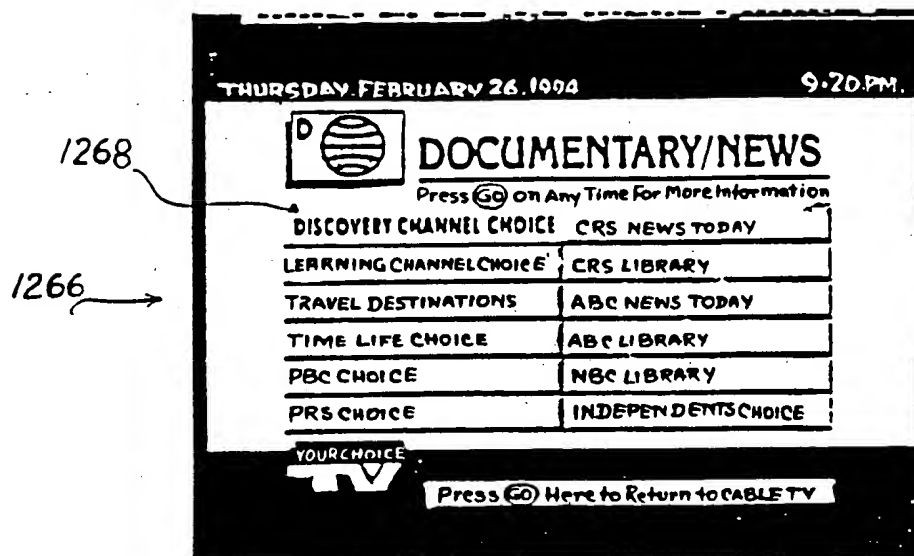 THURSDAY. FEBRUARY 26. 1994 9:20 P.M.
1268
D
DOCUMENTARY/NEWS
Press GO on Any Time For More Information
DISCOVERY CHANNEL CHOICE CRS NEWS TODAY
LEARNING CHANNEL CHOICE CRS LIBRARY
1266
TRAVEL DESTINATIONS ABC NEWS TODAY
TIME LIFE CHOICE ABC LIBRARY
PBC CHOICE NBC LIBRARY
PRS CHOICE INDEPENDENTS CHOICE
YOUR CHOICE
TV
Press GO Here to Return to CABLE TV